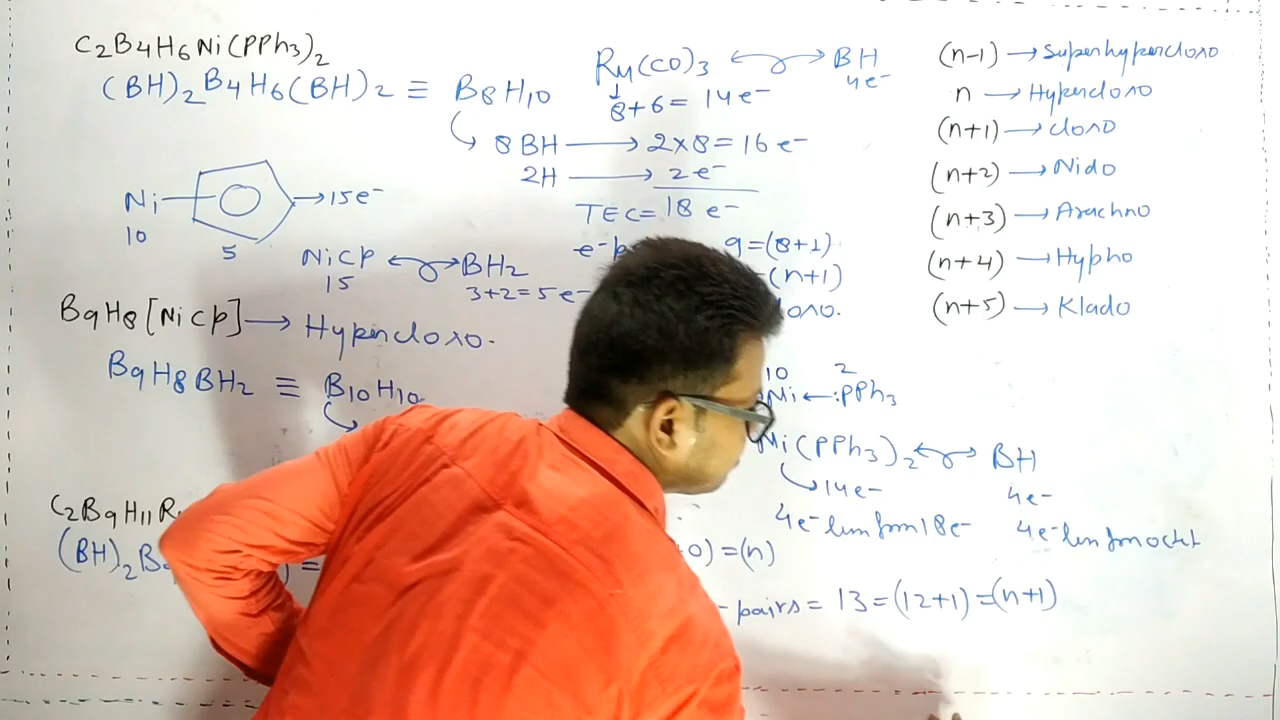 C2B4H6Ni(PPh3)2
(BH)2B4H6(BH)2 ≡ B8H10
8BH → 2×8 = 16 e-
2H → 2 e-
TEC = 18 e-
9 = (8+1)
(n+1)
Ni → 15e-
10
5
NiCp ↔ BH2
15
3+2 = 5 e-
B9H8[NiCp] → Hypercloso.
B9H8BH2 ≡ B10H10
C2B9H11R
(BH)2B
=
Ru(CO)3 ↔ BH
8+6 = 14e-
4e-
10 2
Ni ← :PPh3
Ni(PPh3)2 ↔ BH
14e-
4e-
4e- less from 18e-
4e- less from octet
0) = (n)
-pairs = 13 = (12+1) = (n+1)
(n-1) → Superhypercloso
n → Hypercloso
(n+1) → closo
(n+2) → Nido
(n+3) → Arachno
(n+4) → Hypho
(n+5) → Klado